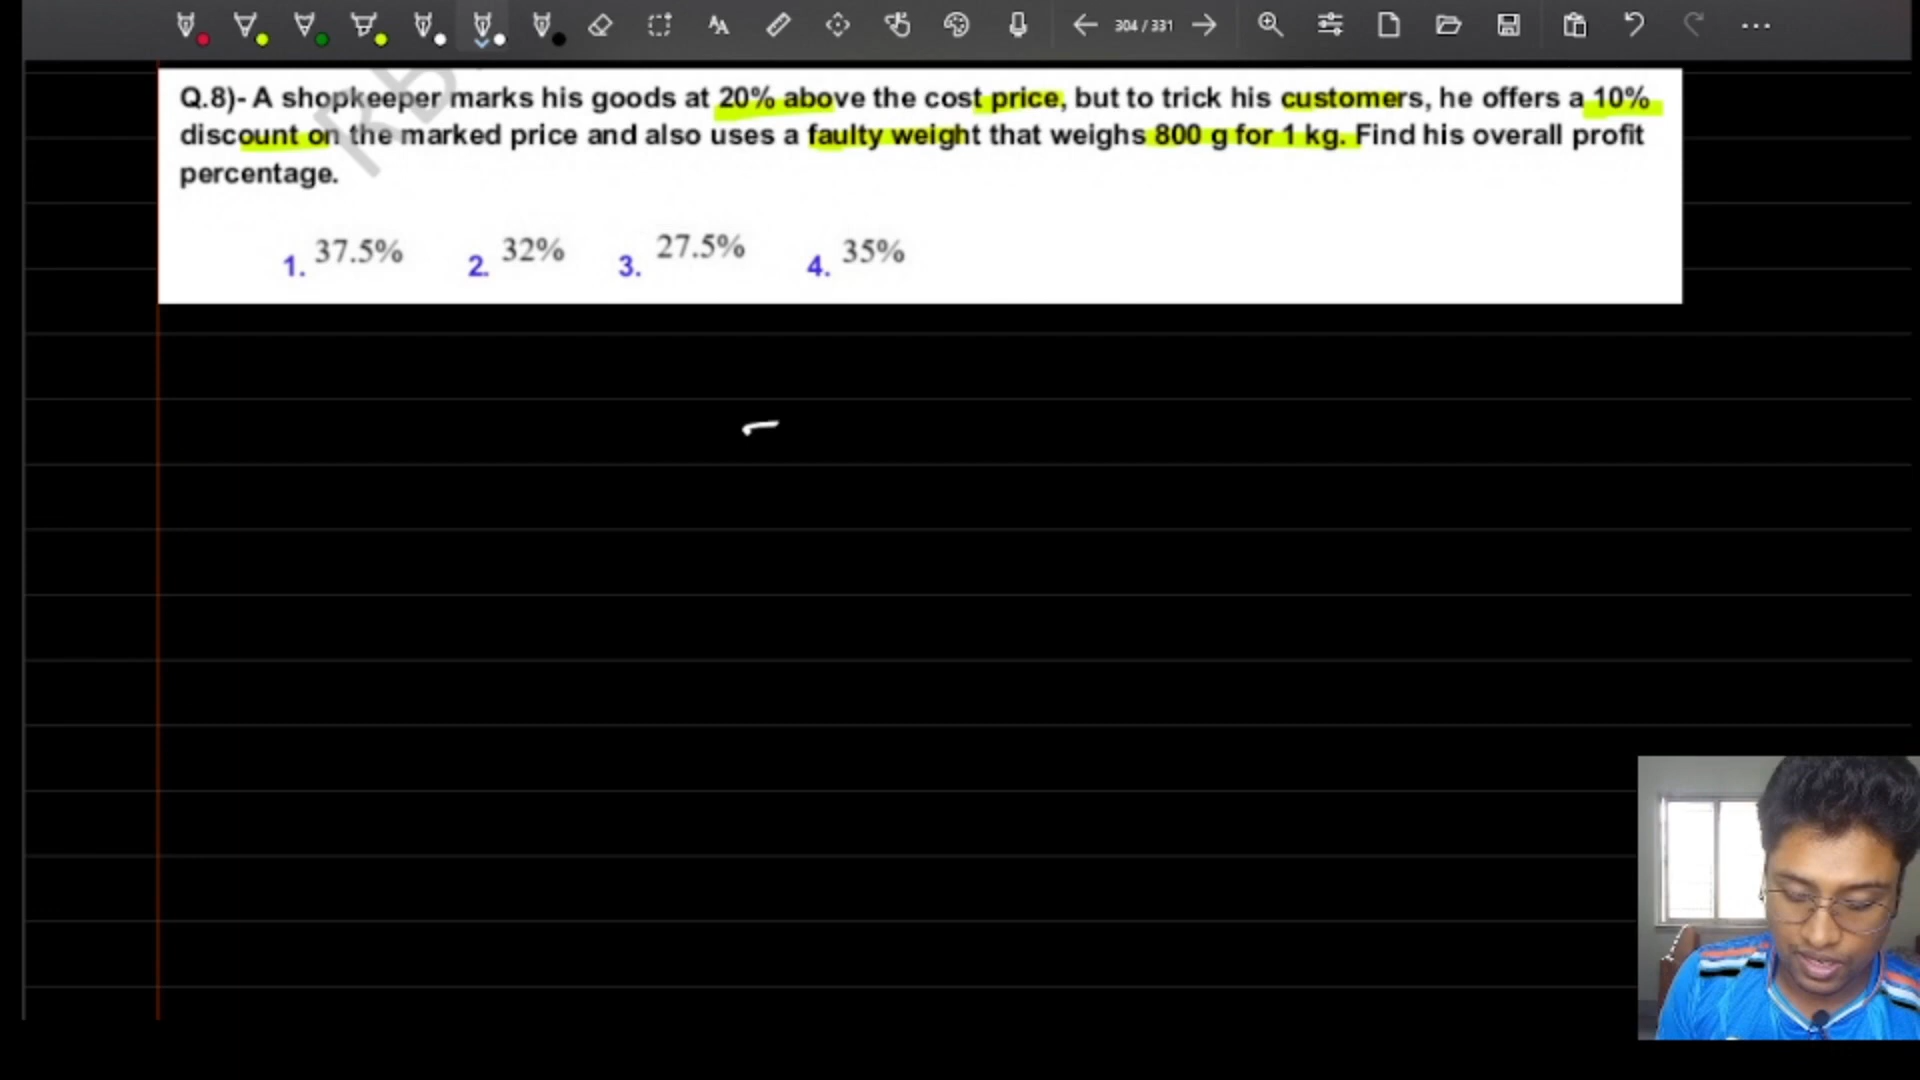 304 / 331
Q.8)- A shopkeeper marks his goods at 20% above the cost price, but to trick his customers, he offers a 10%
discount on the marked price and also uses a faulty weight that weighs 800 g for 1 kg. Find his overall profit
percentage.
1. 37.5% 2. 32% 3. 27.5% 4. 35%